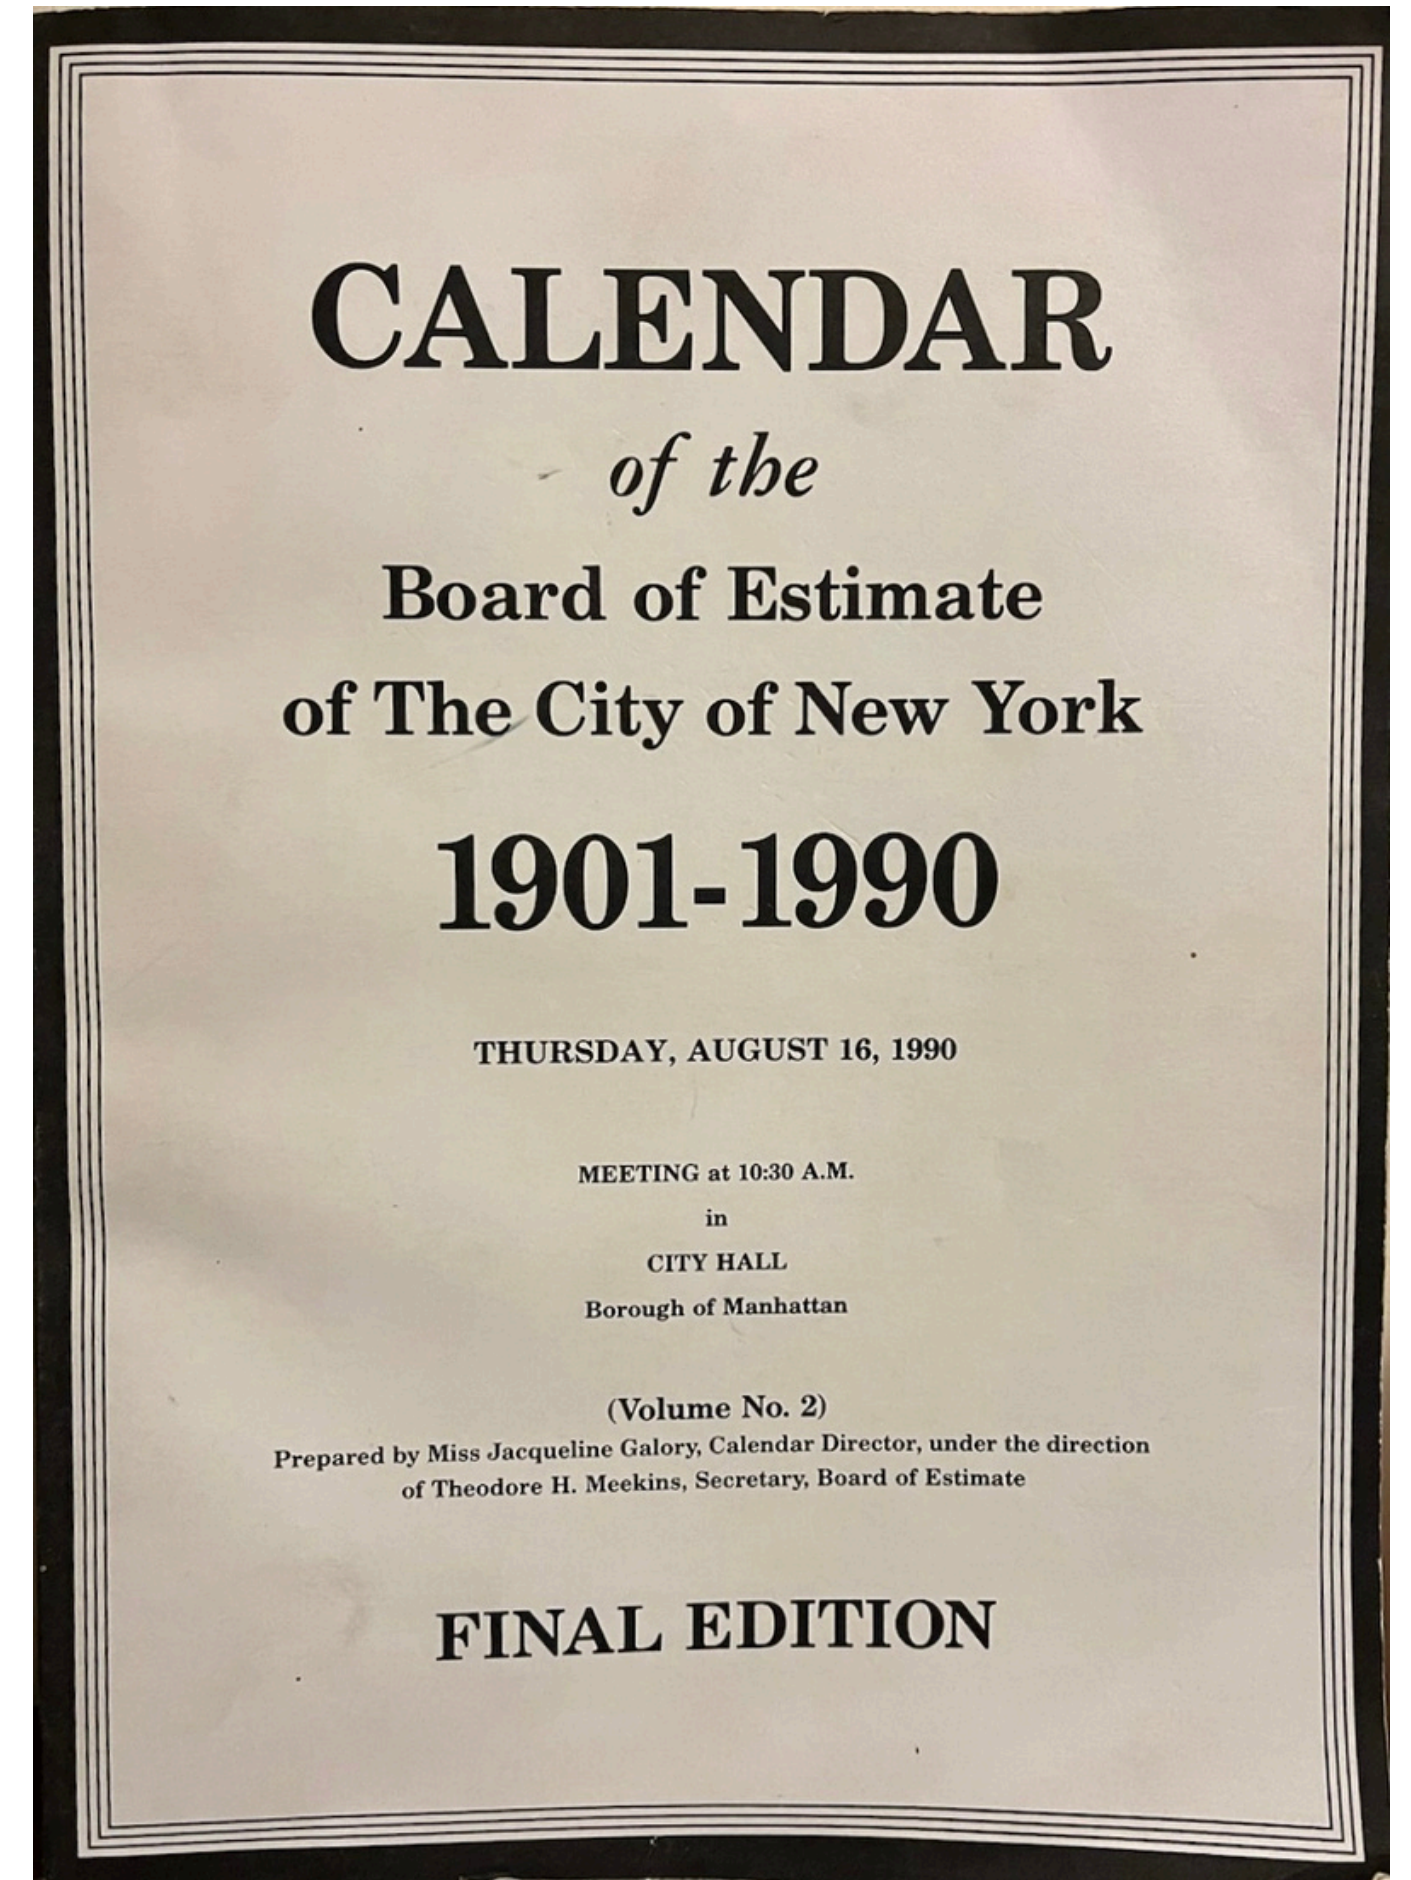 CALENDAR
of the
Board of Estimate
of The City of New York
1901-1990
THURSDAY, AUGUST 16, 1990
MEETING at 10:30 A.M.
in
CITY HALL
Borough of Manhattan
(Volume No. 2)
Prepared by Miss Jacqueline Galory, Calendar Director, under the direction
of Theodore H. Meekins, Secretary, Board of Estimate
FINAL EDITION